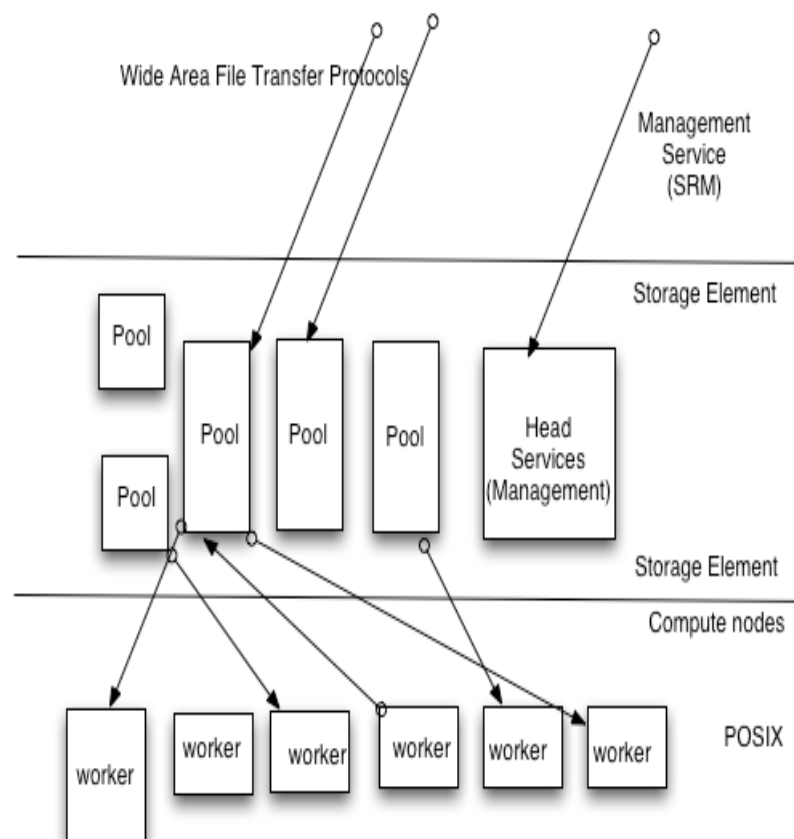 Wide Area File Transfer Protocols
Management
Service
(SRM)
Storage Element
Pool
Pool
Pool
Pool
Head
Services
(Management)
Pool
Storage Element
Compute nodes
POSIX
worker
worker
worker
worker
worker
worker